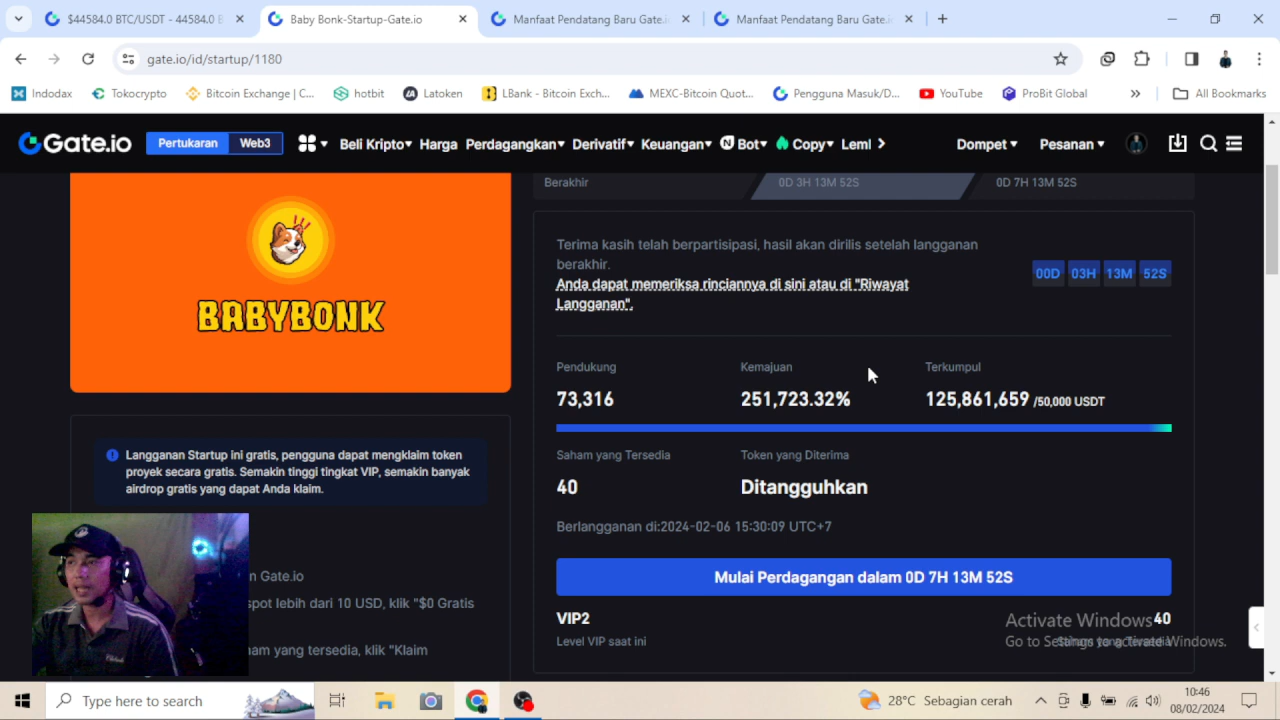 $44584.0 BTC/USDT - 44584.0 B
Baby Bonk-Startup-Gate.io
Manfaat Pendatang Baru Gate.
Manfaat Pendatang Baru Gate.
gate.io/id/startup/1180
Indodax
Tokocrypto
Bitcoin Exchange | C...
hotbit
Latoken
LBank - Bitcoin Exch...
MEXC-Bitcoin Quot...
Pengguna Masuk/D...
YouTube
ProBit Global
»
All Bookmarks
Gate.io
Pertukaran
Web3
Beli Kripto
Harga
Perdagangan
Derivatif
Keuangan
Bot
Copy
Leml
Dompet
Pesanan
Berakhir
0D 3H 13M 52S
0D 7H 13M 52S
BABYBONK
Terima kasih telah berpartisipasi, hasil akan dirilis setelah langganan
berakhir.
Anda dapat memeriksa rinciannya di sini atau di "Riwayat
Langganan".
00D 03H 13M 52S
Pendukung
Kemajuan
Terkumpul
73,316
251,723.32%
125,861,659 /50,000 USDT
Saham yang Tersedia
Token yang Diterima
40
Ditangguhkan
Berlangganan di:2024-02-06 15:30:09 UTC+7
Mulai Perdagangan dalam 0D 7H 13M 52S
VIP2
40
Level VIP saat ini
Saham yang Tersedia
Langganan Startup ini gratis, pengguna dapat mengklaim token
proyek secara gratis. Semakin tinggi tingkat VIP, semakin banyak
airdrop gratis yang dapat Anda klaim.
n Gate.io
spot lebih dari 10 USD, klik "$0 Gratis
am yang tersedia, klik "Klaim
Activate Windows
Go to Settings to activate Windows.
Type here to search
28°C Sebagian cerah
10:46
08/02/2024